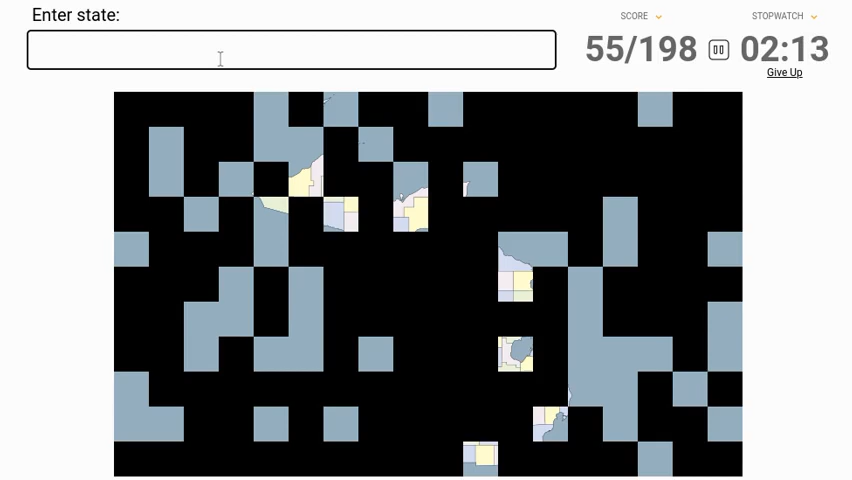 Enter state:
SCORE
STOPWATCH
55/198
02:13
Give Up